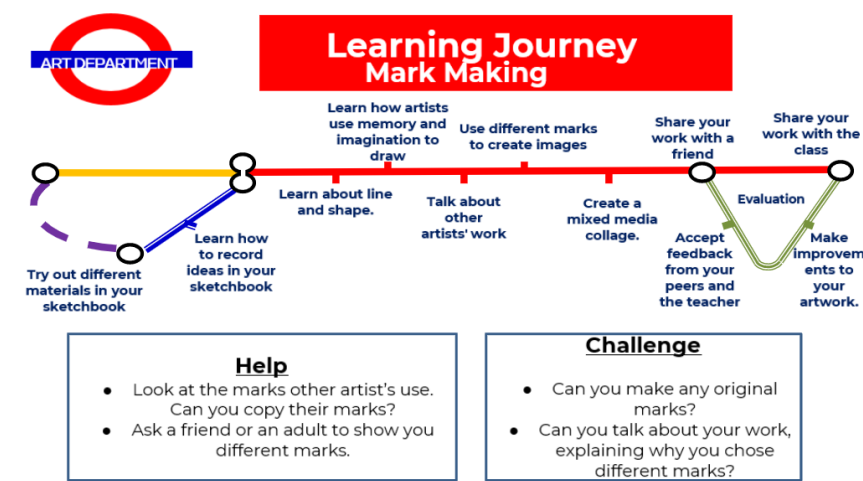 ART DEPARTMENT
Learning Journey
Mark Making
Learn how artists
use memory and
imagination to
draw
Use different marks
to create images
Share your
work with a
friend
Share your
work with the
class
Learn about line
and shape.
Talk about
other
artists' work
Create a
mixed media
collage.
Evaluation
Try out different
materials in your
sketchbook
Learn how
to record
ideas in your
sketchbook
Accept
feedback
from your
peers and
the teacher
Make
improvem
ents to
your
artwork.
Help
● Look at the marks other artist's use.
Can you copy their marks?
● Ask a friend or an adult to show you
different marks.
Challenge
● Can you make any original
marks?
● Can you talk about your work,
explaining why you chose
different marks?